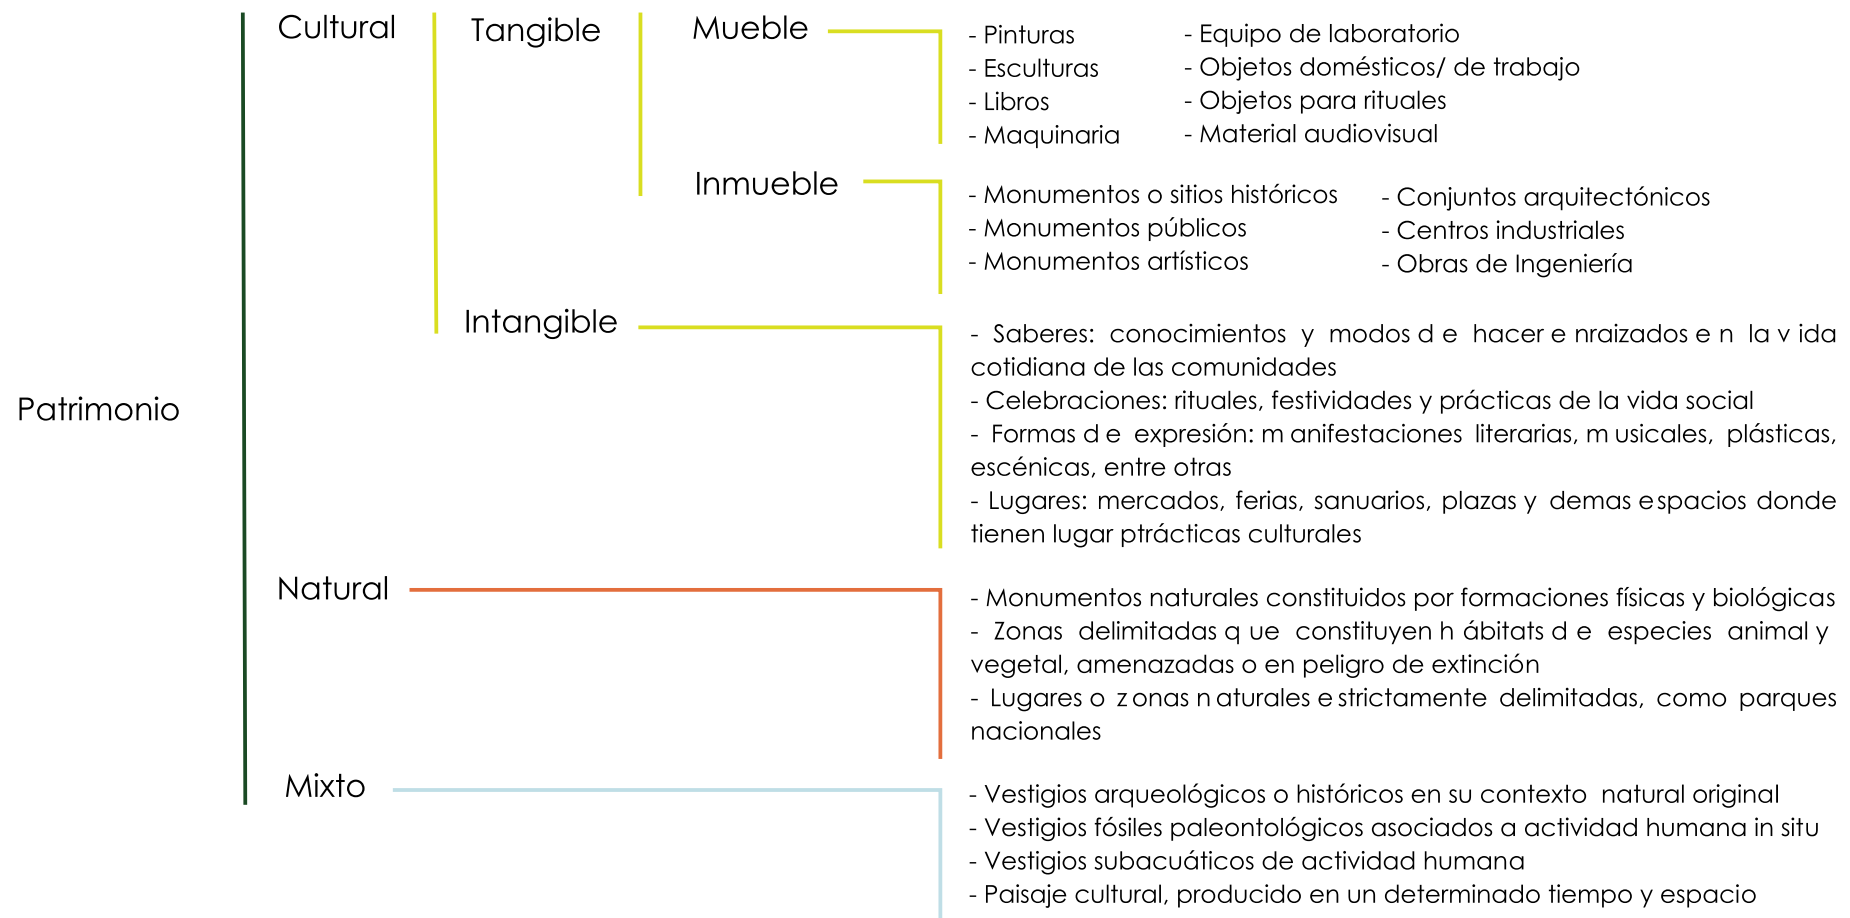 Patrimonio
Cultural
Tangible
Mueble
- Pinturas
- Esculturas
- Libros
- Maquinaria
- Equipo de laboratorio
- Objetos domésticos/ de trabajo
- Objetos para rituales
- Material audiovisual
Inmueble
- Monumentos o sitios históricos
- Monumentos públicos
- Monumentos artísticos
- Conjuntos arquitectónicos
- Centros industriales
- Obras de Ingeniería
Intangible
- Saberes: conocimientos y modos d e hacer e nraizados e n la v ida
cotidiana de las comunidades
- Celebraciones: rituales, festividades y prácticas de la vida social
- Formas d e expresión: m anifestaciones literarias, m usicales, plásticas,
escénicas, entre otras
- Lugares: mercados, ferias, sanuarios, plazas y demas e spacios donde
tienen lugar ptrácticas culturales
Natural
- Monumentos naturales constituidos por formaciones físicas y biológicas
- Zonas delimitadas q ue constituyen h ábitats d e especies animal y
vegetal, amenazadas o en peligro de extinción
- Lugares o z onas n aturales e strictamente delimitadas, como parques
nacionales
Mixto
- Vestigios arqueológicos o históricos en su contexto natural original
- Vestigios fósiles paleontológicos asociados a actividad humana in situ
- Vestigios subacuáticos de actividad humana
- Paisaje cultural, producido en un determinado tiempo y espacio